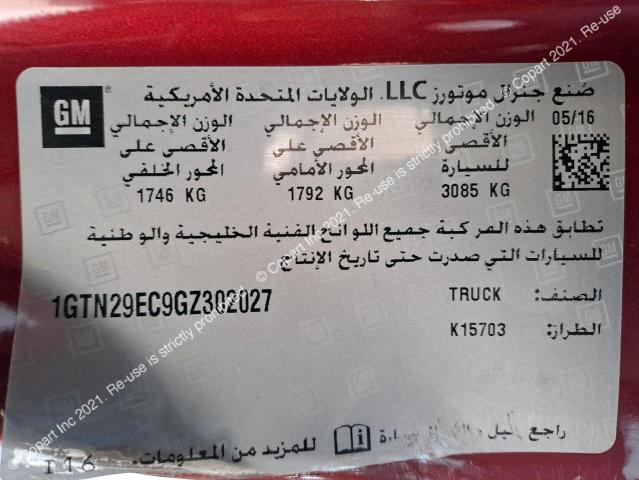 GM
صنع جنرال موتورز LLC. الولايات المتحدة الأمريكية
05/16
الوزن الإجمالي الأقصى للسيارة
3085 KG
الوزن الإجمالي الأقصى على المحور الأمامي
1792 KG
الوزن الإجمالي الأقصى على المحور الخلفي
1746 KG
تطابق هذه المركبة جميع اللوائح الفنية الخليجية والوطنية
للسيارات التي صدرت حتى تاريخ الإنتاج.
1GTN29EC9GZ302027
الصنف: TRUCK
الطراز: K15703
راجع
للمزيد من المعلومات.
I16
© Copart Inc 2021. Re-use is strictly prohibited